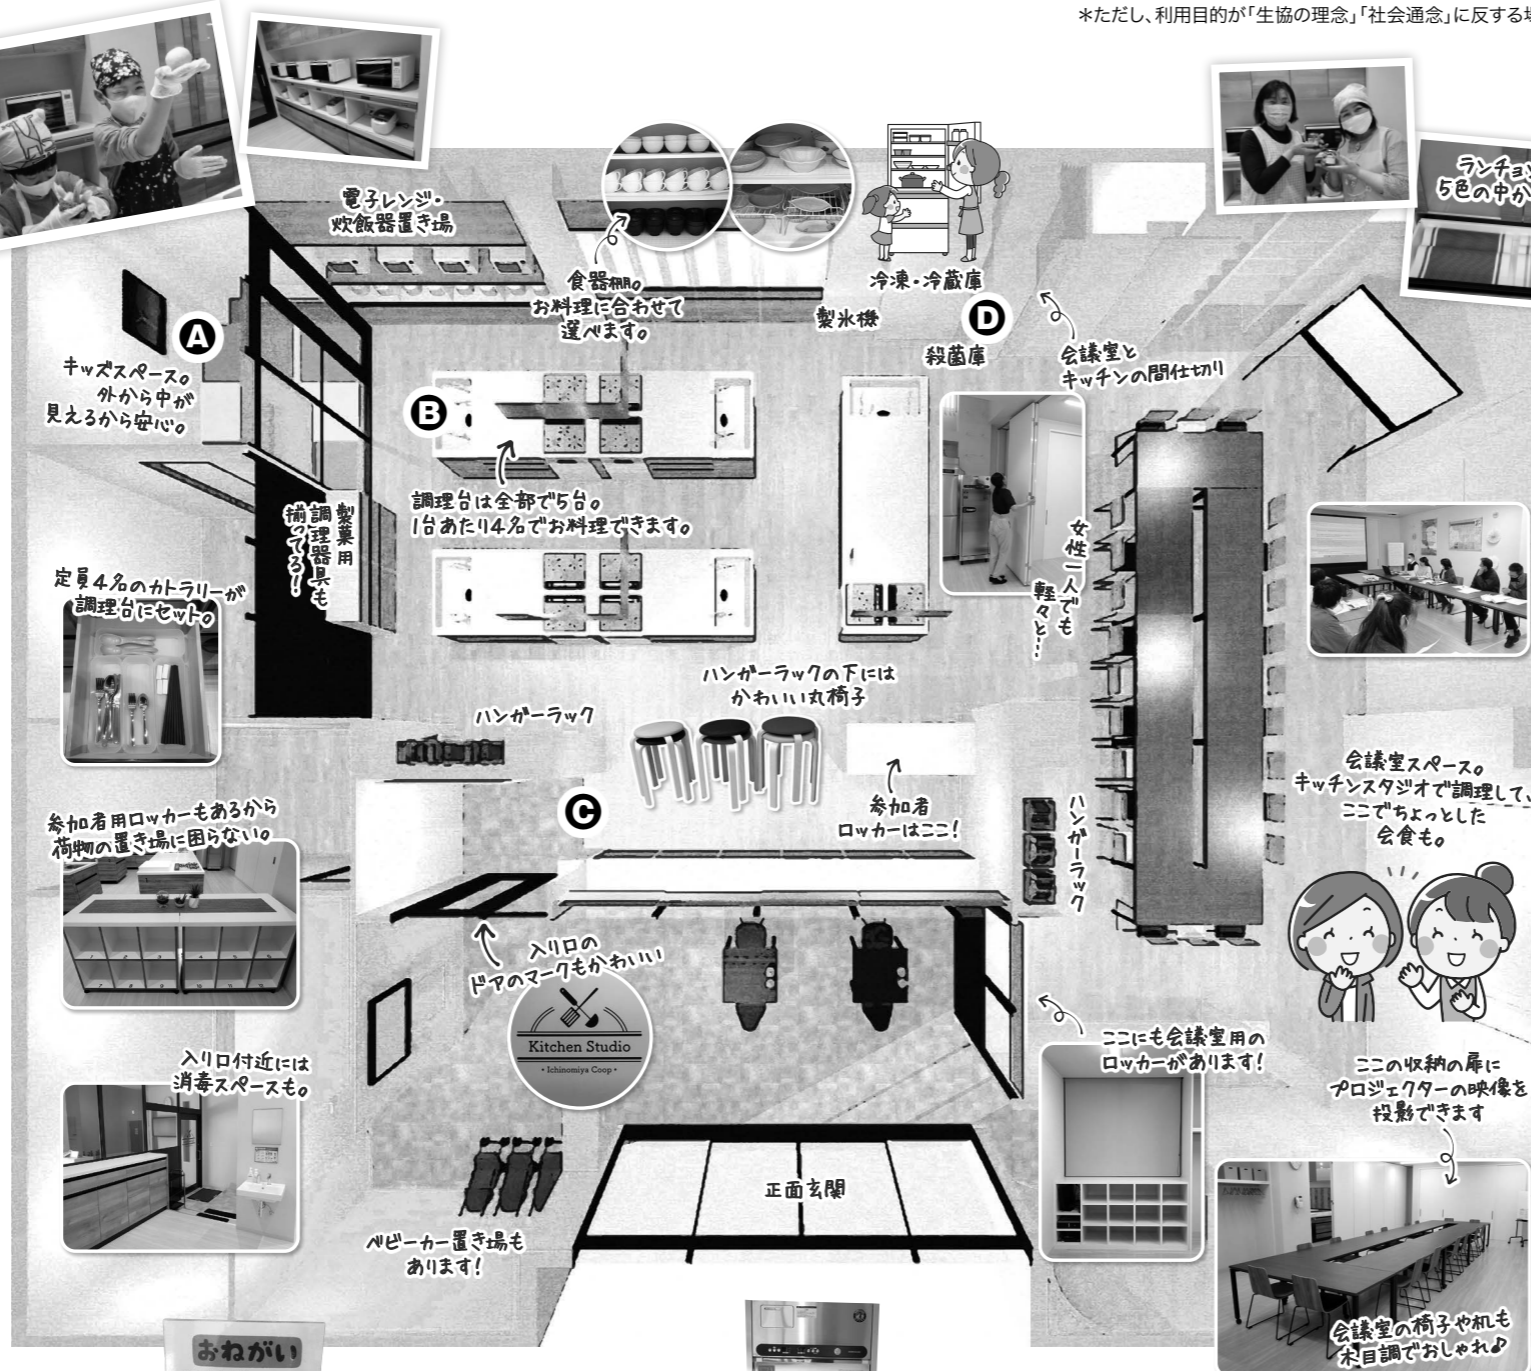 ＊ただし、利用目的が「生協の理念」「社会通念」に反する
ランチョン
5色の中か
電子レンジ・
炊飯器置き場
食器棚。
お料理に合わせて
選べます。
冷凍・冷蔵庫
製氷機
D
殺菌庫
会議室と
キッチンの間仕切り
A
キッズスペース。
外から中が
見えるから安心。
B
調理台は全部で5台。
1台あたり4名でお料理できます。
製菓用
調理器具も
揃ってる！
女性一人でも
軽々と…
定員4名のカトラリーが
調理台にセット。
ハンガーラックの下には
かわいい丸椅子
ハンガーラック
C
参加者
ロッカーはここ！
ハンガーラック
会議室スペース。
キッチンスタジオで調理して、
ここでちょっとした
会食も。
参加者用ロッカーもあるから
荷物の置き場に困らない。
入り口の
ドアのマークもかわいい
Kitchen Studio
• Ichinomiya Coop •
ここにも会議室用の
ロッカーがあります！
ここの収納の扉に
プロジェクターの映像を
投影できます
入り口付近には
消毒スペースも。
正面玄関
ベビーカー置き場も
あります！
会議室の椅子や机も
木目調でおしゃれ♪
おねがい